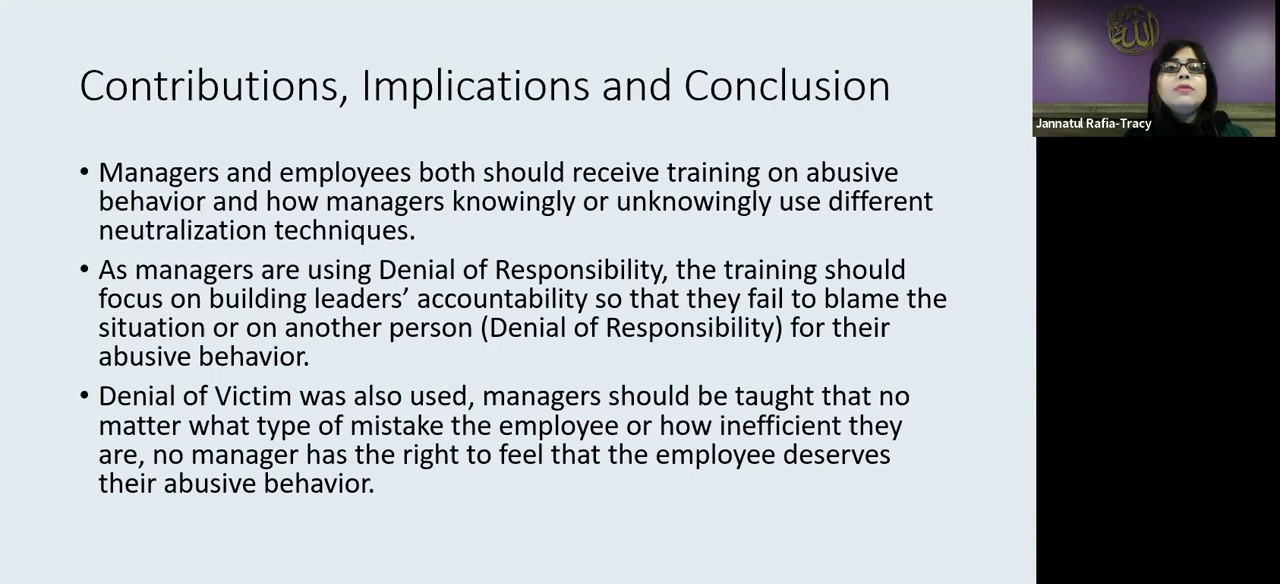 Contributions, Implications and Conclusion
• Managers and employees both should receive training on abusive
behavior and how managers knowingly or unknowingly use different
neutralization techniques.
• As managers are using Denial of Responsibility, the training should
focus on building leaders’ accountability so that they fail to blame the
situation or on another person (Denial of Responsibility) for their
abusive behavior.
• Denial of Victim was also used, managers should be taught that no
matter what type of mistake the employee or how inefficient they
are, no manager has the right to feel that the employee deserves
their abusive behavior.
الله
Jannatul Rafia-Tracy